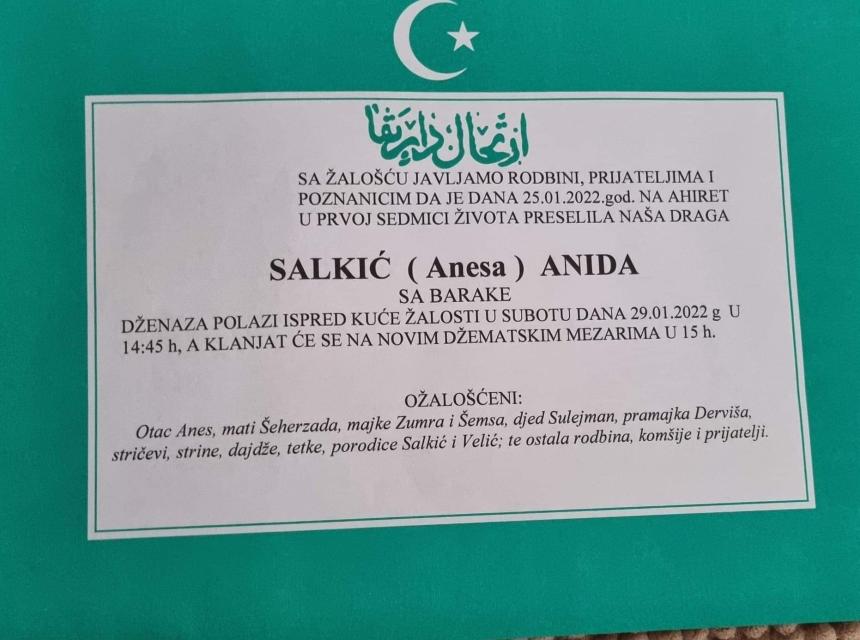 ارتحال دار بقا
SA ŽALOŠĆU JAVLJAMO RODBINI, PRIJATELJIMA I
POZNANICIM DA JE DANA 25.01.2022.god. NA AHIRET
U PRVOJ SEDMICI ŽIVOTA PRESELILA NAŠA DRAGA
SALKIĆ ( Anesa ) ANIDA
SA BARAKE
DŽENAZA POLAZI ISPRED KUĆE ŽALOSTI U SUBOTU DANA 29.01.2022 g U
14:45 h, A KLANJAT ĆE SE NA NOVIM DŽEMATSKIM MEZARIMA U 15 h.
OŽALOŠĆENI:
Otac Anes, mati Šeherzada, majke Zumra i Šemsa, djed Sulejman, pramajka Derviša,
stričevi, strine, dajdže, tetke, porodice Salkić i Velić; te ostala rodbina, komšije i prijatelji.